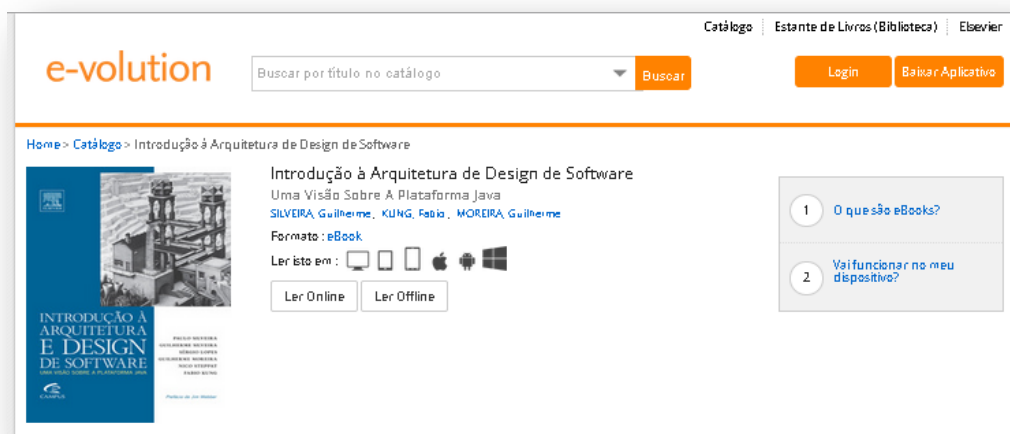 Catálogo Estante de Livros (Biblioteca) Elsevier
e-volution
Buscar por título no catálogo Buscar
Login Baixar Aplicativo
Home > Catálogo > Introdução à Arquitetura de Design de Software
Introdução à Arquitetura de Design de Software
Uma Visão Sobre A Plataforma Java
SILVEIRA, Guilherme, KUNG, Fabio, MOREIRA, Guilherme
Formato : eBook
Ler isto em :
Ler Online Ler Offline
1 O que são eBooks?
2 Vai funcionar no meu
dispositivo?
INTRODUÇÃO À
ARQUITETURA
E DESIGN
DE SOFTWARE
UMA VISÃO SOBRE A PLATAFORMA JAVA
PAULO SILVEIRA
GUILHERME SILVEIRA
SÉRGIO LOPES
GUILHERME MOREIRA
NICO STEPPAT
FABIO KUNG
CAMPUS